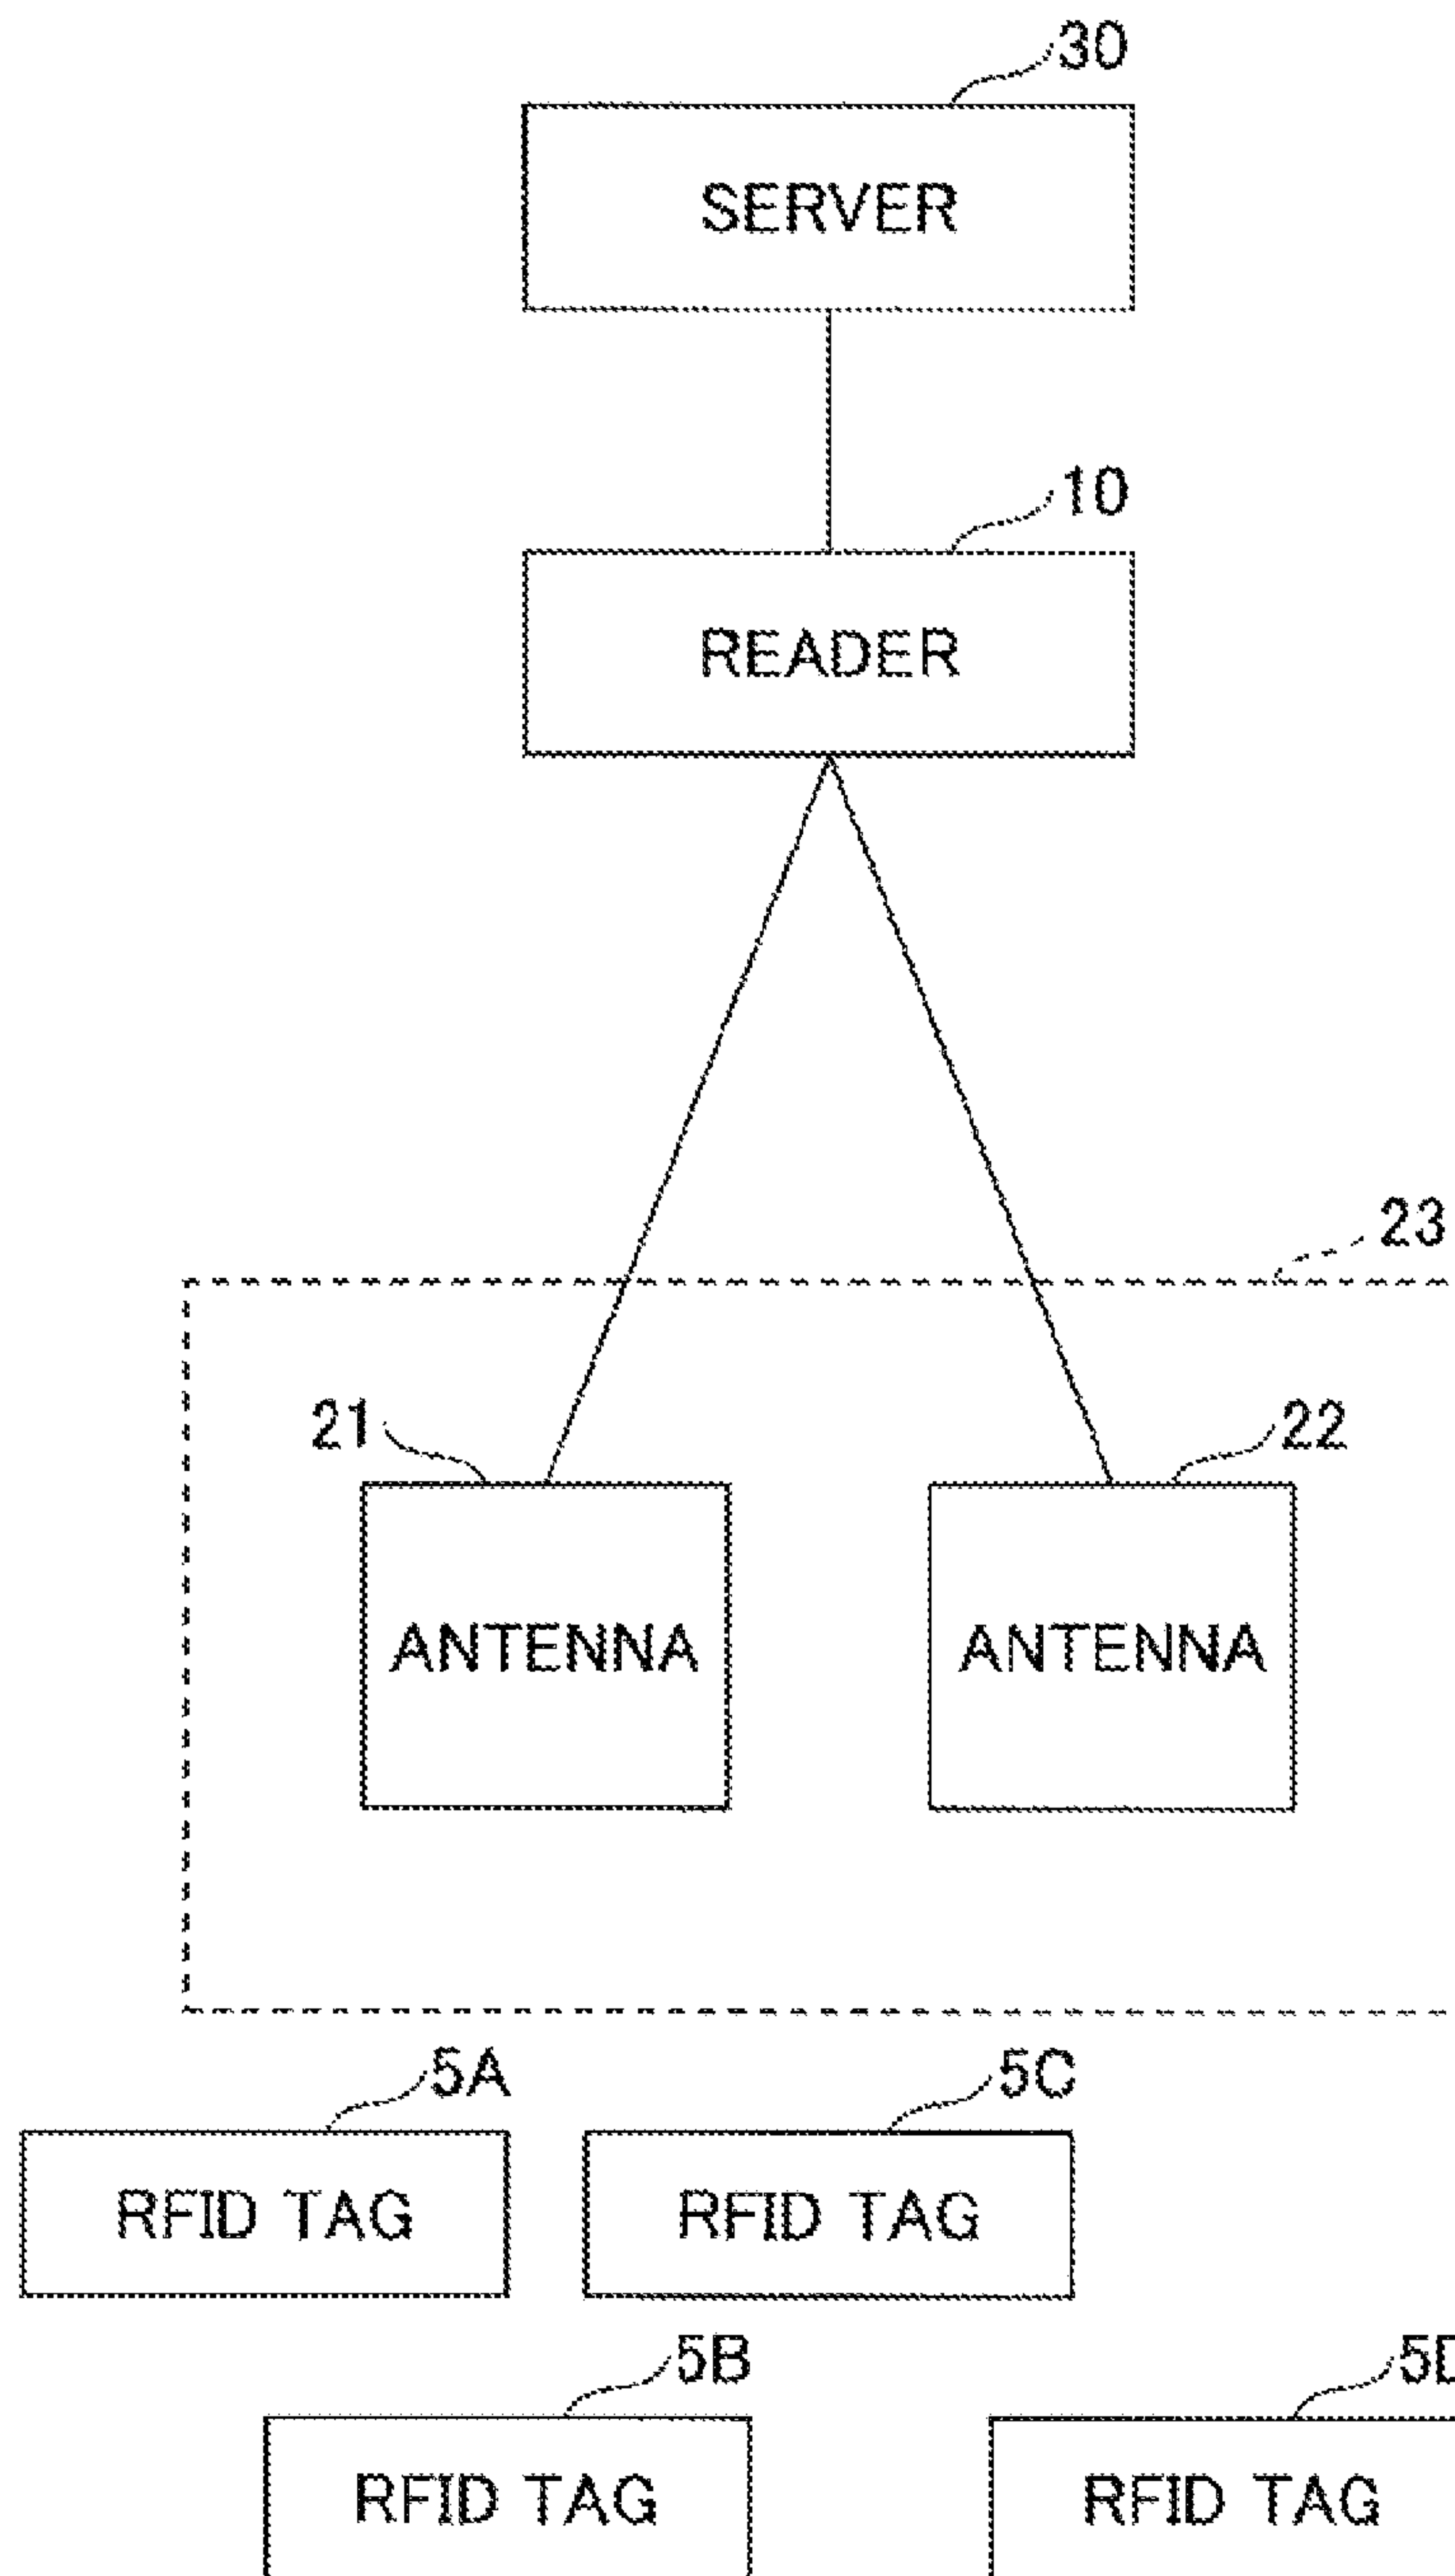 30
SERVER
10
READER
23
21
22
ANTENNA
ANTENNA
5A
5C
RFID TAG
RFID TAG
5B
5D
RFID TAG
RFID TAG